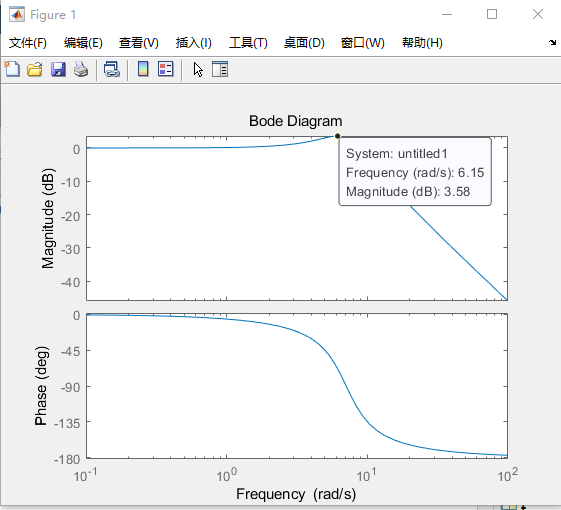 Figure 1
文件(F) 编辑(E) 查看(V) 插入(I) 工具(T) 桌面(D) 窗口(W) 帮助(H)
Bode Diagram
Magnitude (dB)
0
-10
-20
-30
-40
System: untitled1
Frequency (rad/s): 6.15
Magnitude (dB): 3.58
Phase (deg)
0
-45
-90
-135
-180
10^-1 10^0 10^1 10^2
Frequency (rad/s)